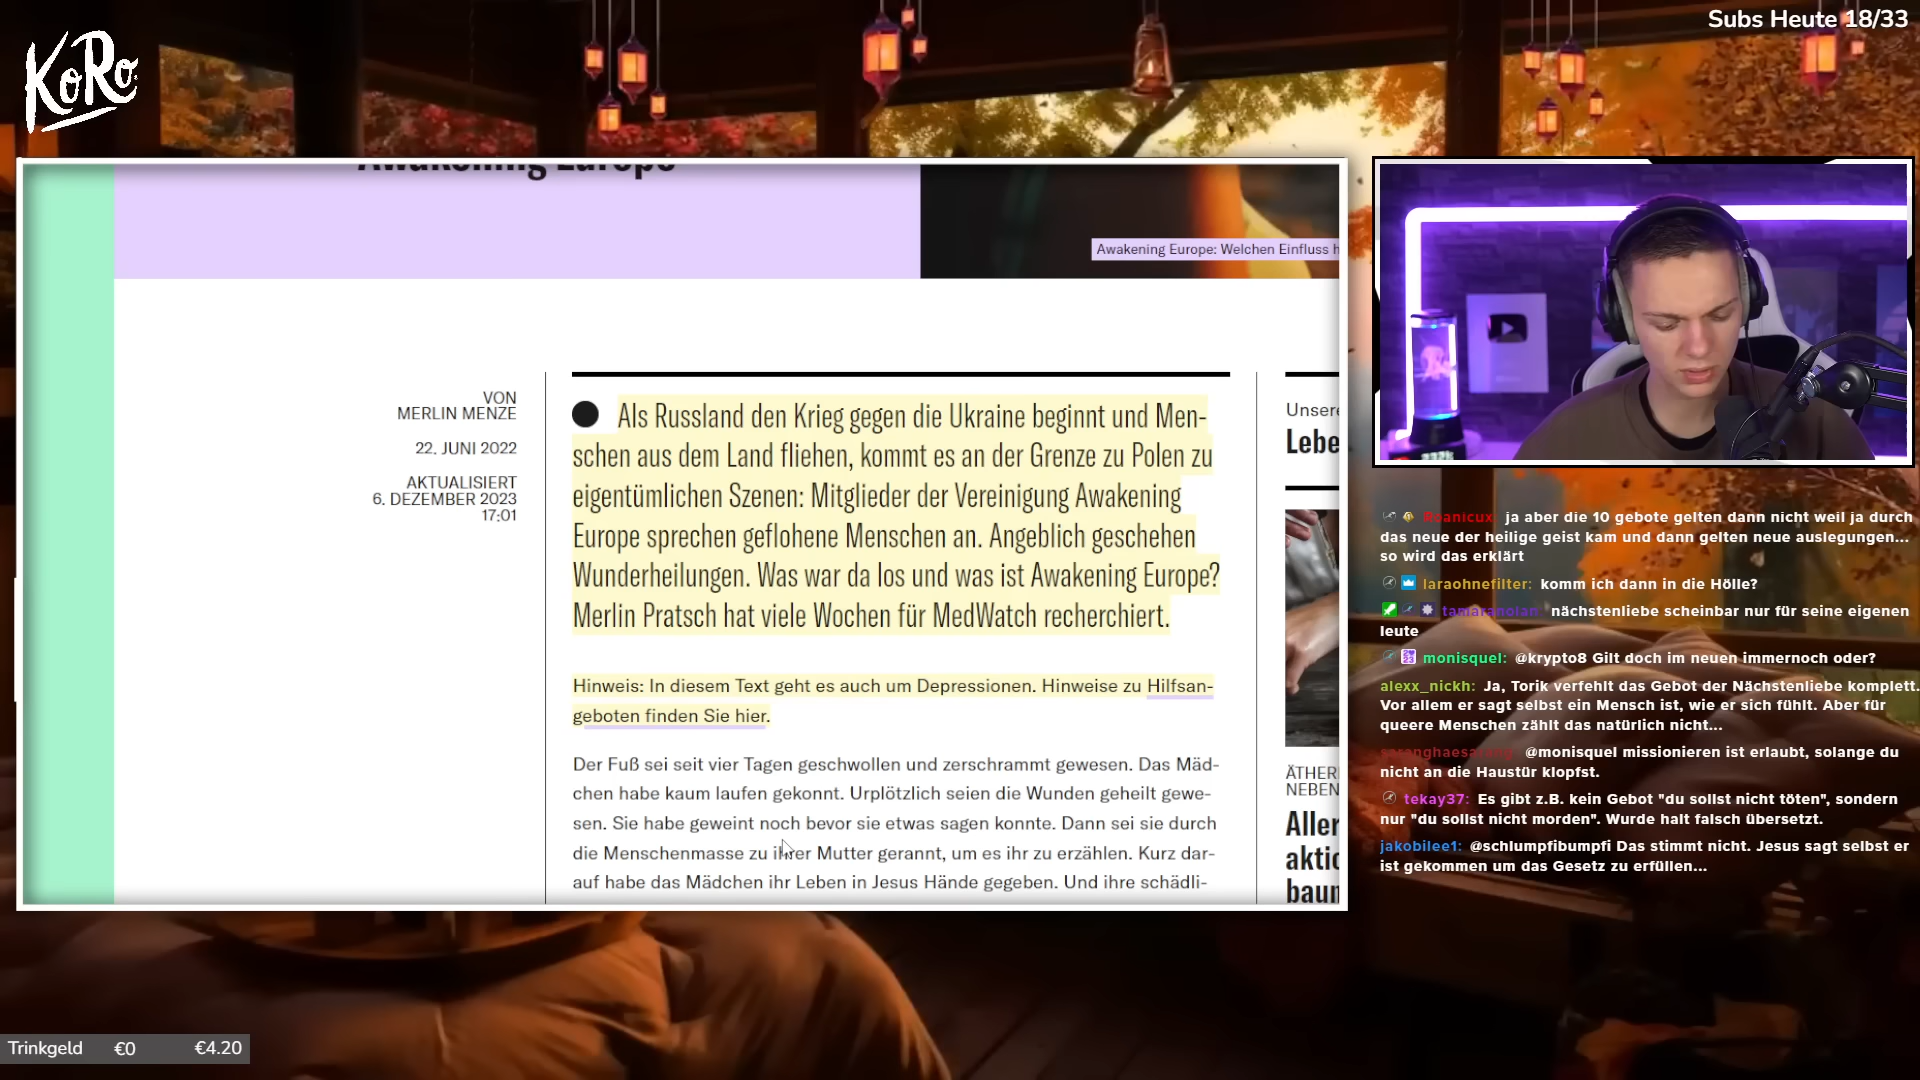 Subs Heute 18/33
KoRo
Awakening Europe
Awakening Europe: Welchen Einfluss h
VON
MERLIN MENZE
22. JUNI 2022
AKTUALISIERT
6. DEZEMBER 2023
17:01
Als Russland den Krieg gegen die Ukraine beginnt und Men-
schen aus dem Land fliehen, kommt es an der Grenze zu Polen zu
eigentümlichen Szenen: Mitglieder der Vereinigung Awakening
Europe sprechen geflohene Menschen an. Angeblich geschehen
Wunderheilungen. Was war da los und was ist Awakening Europe?
Merlin Pratsch hat viele Wochen für MedWatch recherchiert.
Hinweis: In diesem Text geht es auch um Depressionen. Hinweise zu Hilfsan-
geboten finden Sie hier.
Der Fuß sei seit vier Tagen geschwollen und zerschrammt gewesen. Das Mäd-
chen habe kaum laufen gekonnt. Urplötzlich seien die Wunden geheilt gewe-
sen. Sie habe geweint noch bevor sie etwas sagen konnte. Dann sei sie durch
die Menschenmasse zu ihrer Mutter gerannt, um es ihr zu erzählen. Kurz dar-
auf habe das Mädchen ihr Leben in Jesus Hände gegeben. Und ihre schädli-
Unsere
Lebe
ÄTHER
NEBEN
Aller
aktio
baum
Roanicux: ja aber die 10 gebote gelten dann nicht weil ja durch
das neue der heilige geist kam und dann gelten neue auslegungen...
so wird das erklärt
laraohnefilter: komm ich dann in die Hölle?
tamaranolan: nächstenliebe scheinbar nur für seine eigenen
leute
monisquel: @krypto8 Gilt doch im neuen immernoch oder?
alexx_nickh: Ja, Torik verfehlt das Gebot der Nächstenliebe komplett.
Vor allem er sagt selbst ein Mensch ist, wie er sich fühlt. Aber für
queere Menschen zählt das natürlich nicht...
@monisquel missionieren ist erlaubt, solange du
nicht an die Haustür klopfst.
tekay37: Es gibt z.B. kein Gebot "du sollst nicht töten", sondern
nur "du sollst nicht morden". Wurde halt falsch übersetzt.
jakobilee1: @schlumpfibumpfi Das stimmt nicht. Jesus sagt selbst er
ist gekommen um das Gesetz zu erfüllen...
Trinkgeld €0 €4.20